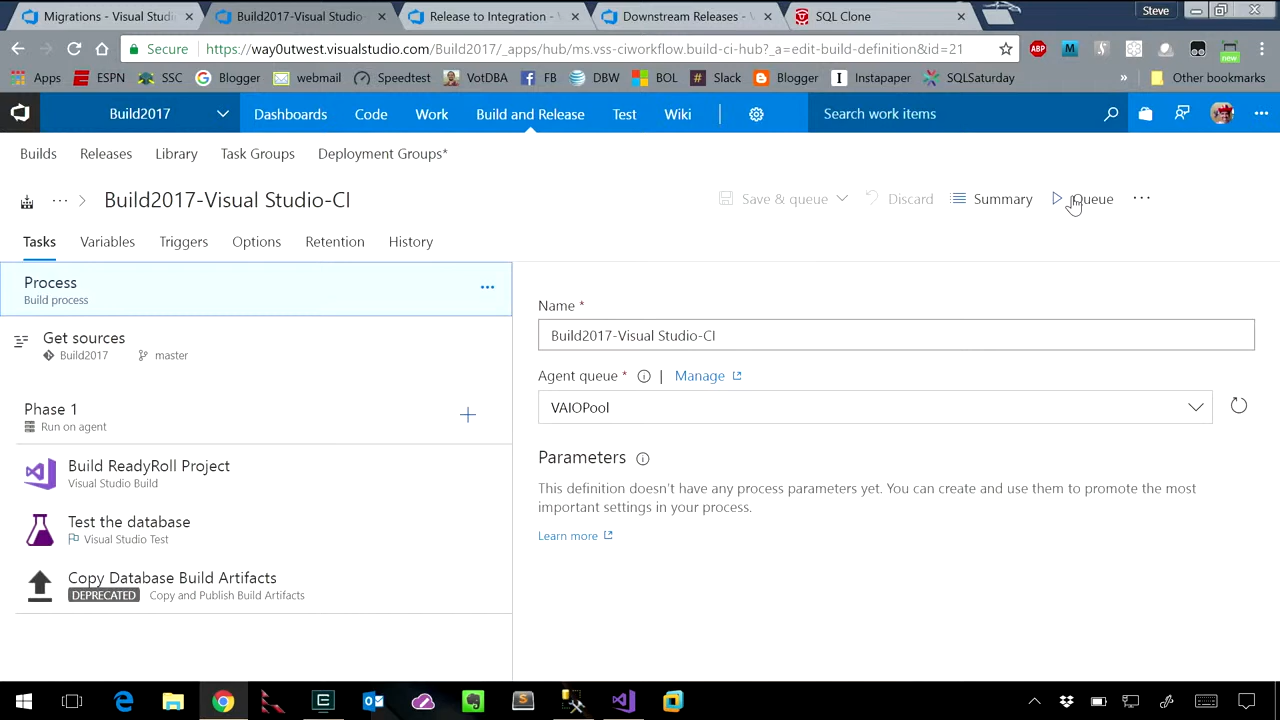 Migrations - Visual Studi
Build2017-Visual Studio-
Release to Integration -
Downstream Releases -
SQL Clone
Steve
Secure
https://way0utwest.visualstudio.com/Build2017/_apps/hub/ms.vss-ciworkflow.build-ci-hub?_a=edit-build-definition&id=21
ABP
M
new
Apps
ESPN
SSC
Blogger
webmail
Speedtest
VotDBA
FB
DBW
BOL
Slack
Blogger
Instapaper
SQLSaturday
»
Other bookmarks
Build2017
Dashboards
Code
Work
Build and Release
Test
Wiki
Search work items
Builds
Releases
Library
Task Groups
Deployment Groups*
Build2017-Visual Studio-CI
Save & queue
Discard
Summary
Queue
Tasks
Variables
Triggers
Options
Retention
History
Process
Build process
Get sources
Build2017
master
Phase 1
Run on agent
Build ReadyRoll Project
Visual Studio Build
Test the database
Visual Studio Test
Copy Database Build Artifacts
DEPRECATED Copy and Publish Build Artifacts
Name *
Build2017-Visual Studio-CI
Agent queue * | Manage
VAIOPool
Parameters
This definition doesn't have any process parameters yet. You can create and use them to promote the most
important settings in your process.
Learn more